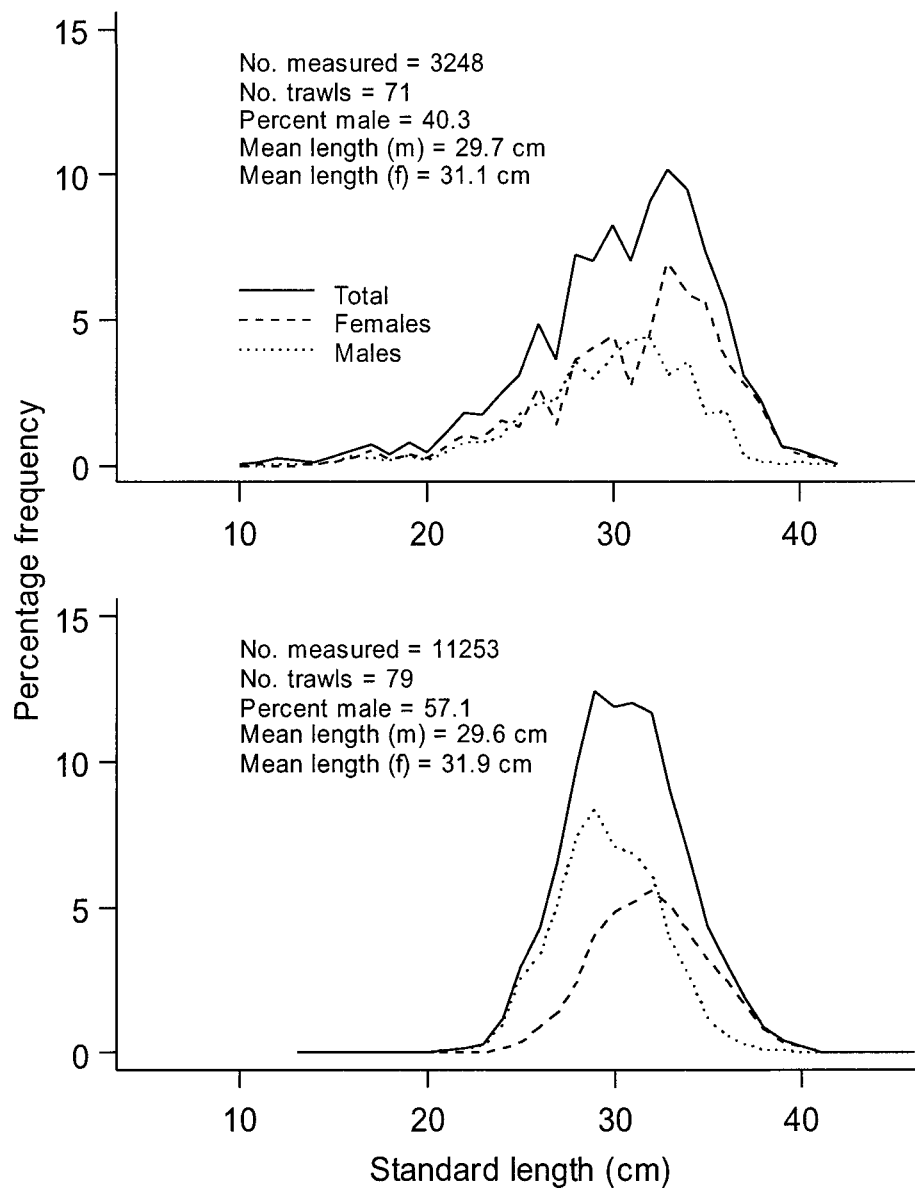 Percentage frequency
15
10
5
0
No. measured = 3248
No. trawls = 71
Percent male = 40.3
Mean length (m) = 29.7 cm
Mean length (f) = 31.1 cm
Total
Females
Males
10 20 30 40
15
10
5
0
No. measured = 11253
No. trawls = 79
Percent male = 57.1
Mean length (m) = 29.6 cm
Mean length (f) = 31.9 cm
10 20 30 40
Standard length (cm)